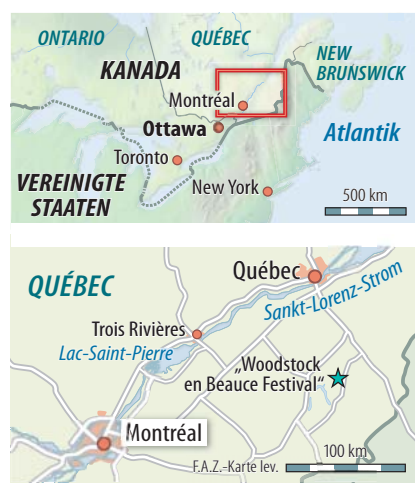 ONTARIO
QUÉBEC
NEW
BRUNSWICK
KANADA
Montréal
Ottawa
Atlantik
Toronto
VEREINIGTE
STAATEN
New York
500 km
QUÉBEC
Québec
Sankt-Lorenz-Strom
Trois Rivières
Lac-Saint-Pierre
„Woodstock
en Beauce Festival“
Montréal
100 km
F.A.Z.-Karte lev.